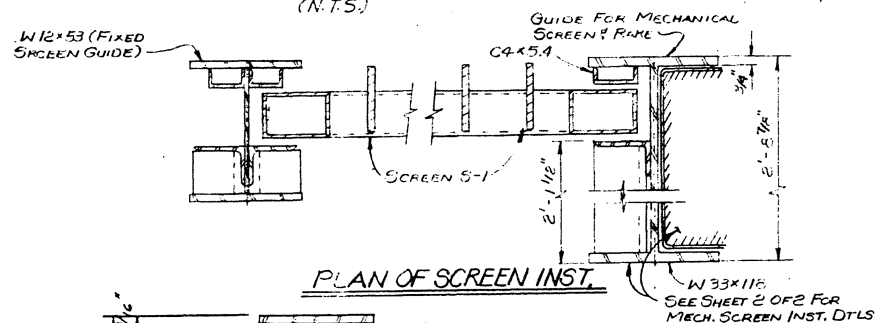 (N.T.S.)
GUIDE FOR MECHANICAL
SCREEN & RAKE
W 12×53 (FIXED
SRCEEN GUIDE)
C4×5.4
3/4"
2'-8 7/8"
SCREEN S-1
2'-1 1/2"
PLAN OF SCREEN INST.
W 33×118
SEE SHEET 2 OF 2 FOR
MECH. SCREEN INST. DTLS